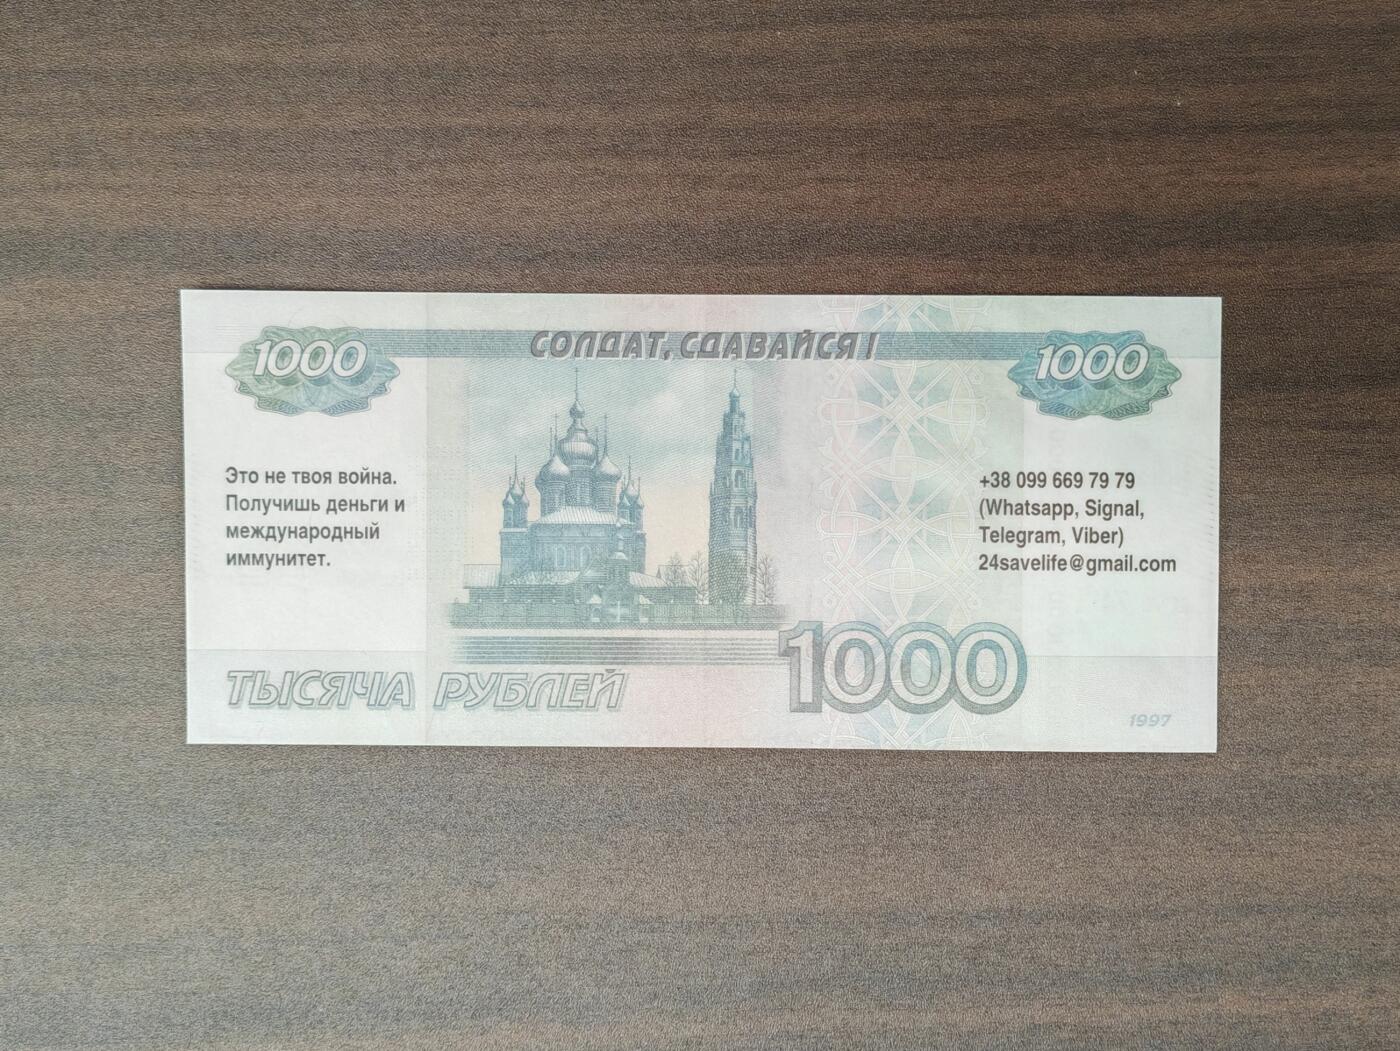 СОЛДАТ, СДАВАЙСЯ!
1000
1000
Это не твоя война.
Получишь деньги и
международный
иммунитет.
+38 099 669 79 79
(Whatsapp, Signal,
Telegram, Viber)
24savelife@gmail.com
ТЫСЯЧА РУБЛЕЙ
1000
1997